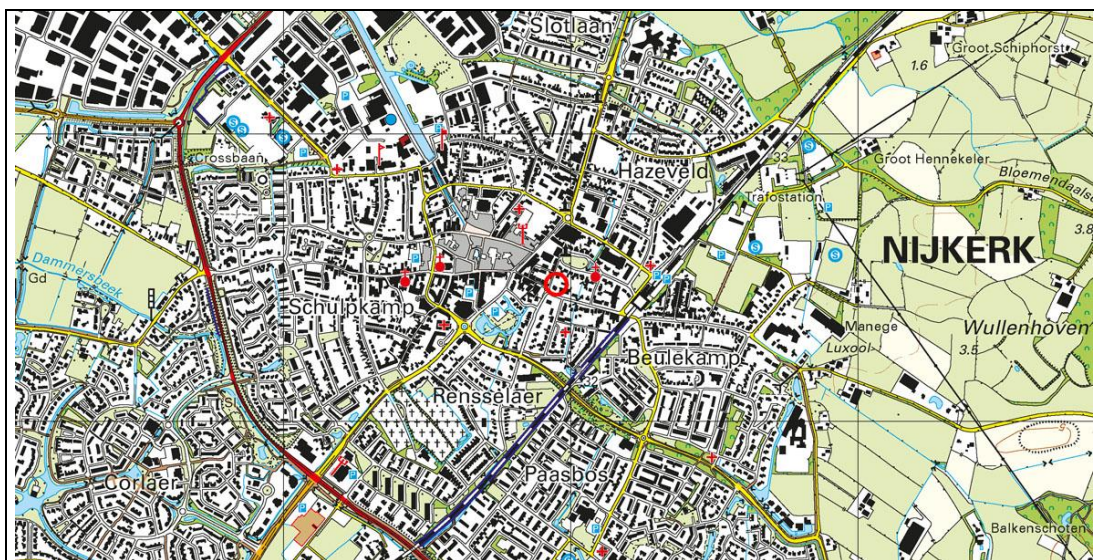 Slotlaan
Groot Schiphorst
1.6
Crossbaan
Hazeveld
33
Groot Hennekeler
Trafostation
Bloemendaalse
3.8
NIJKERK
Dammersbeek
Gd
Schulpkamp
Manege
Luxool
Wullenhoven
3.5
Beulekamp
32
Rensselaer
Corlaer
Paasbos
Balkenschoten
P
S